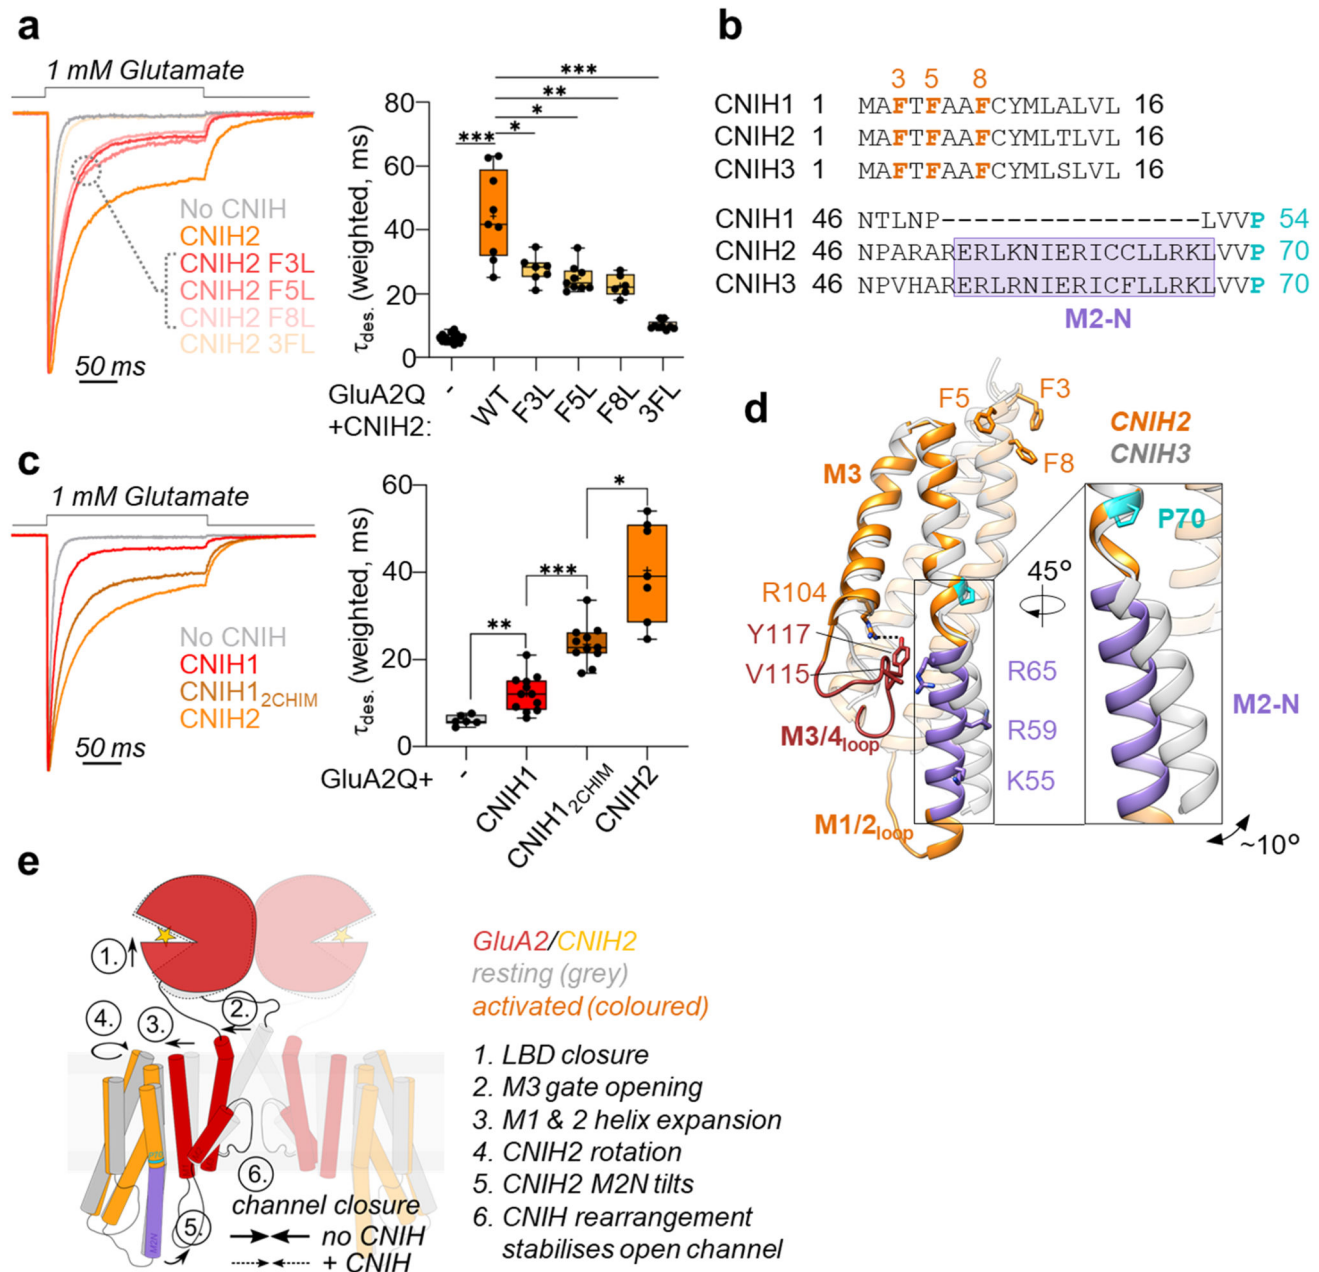 a
1 mM Glutamate
No CNIH
CNIH2
CNIH2 F3L
CNIH2 F5L
CNIH2 F8L
CNIH2 3FL
50 ms
τdes. (weighted, ms)
80
60
40
20
0
***
*
*
**
***
GluA2Q
+CNIH2:
- WT F3L F5L F8L 3FL
b
3 5 8
CNIH1 1 MAFTFAAFCYMLALVL 16
CNIH2 1 MAFTFAAFCYMLTLVL 16
CNIH3 1 MAFTFAAFCYMLSLVL 16
CNIH1 46 NTLNP----------------LVVP 54
CNIH2 46 NPARARERLKNIERICCLLRKLVVP 70
CNIH3 46 NPVHARERLRNIERICFLLRKLVVP 70
M2-N
c
1 mM Glutamate
No CNIH
CNIH1
CNIH12CHIM
CNIH2
50 ms
τdes. (weighted, ms)
60
40
20
0
**
***
*
GluA2Q+
- CNIH1 CNIH12CHIM CNIH2
d
F5 F3
F8
CNIH2
CNIH3
M3
P70
45°
R104
Y117
V115
M3/4loop
M1/2loop
R65
R59
K55
M2-N
~10°
e
1.
2.
3.
4.
5.
6.
M2N
channel closure
no CNIH
+ CNIH
GluA2/CNIH2
resting (grey)
activated (coloured)
1. LBD closure
2. M3 gate opening
3. M1 & 2 helix expansion
4. CNIH2 rotation
5. CNIH2 M2N tilts
6. CNIH rearrangement
stabilises open channel